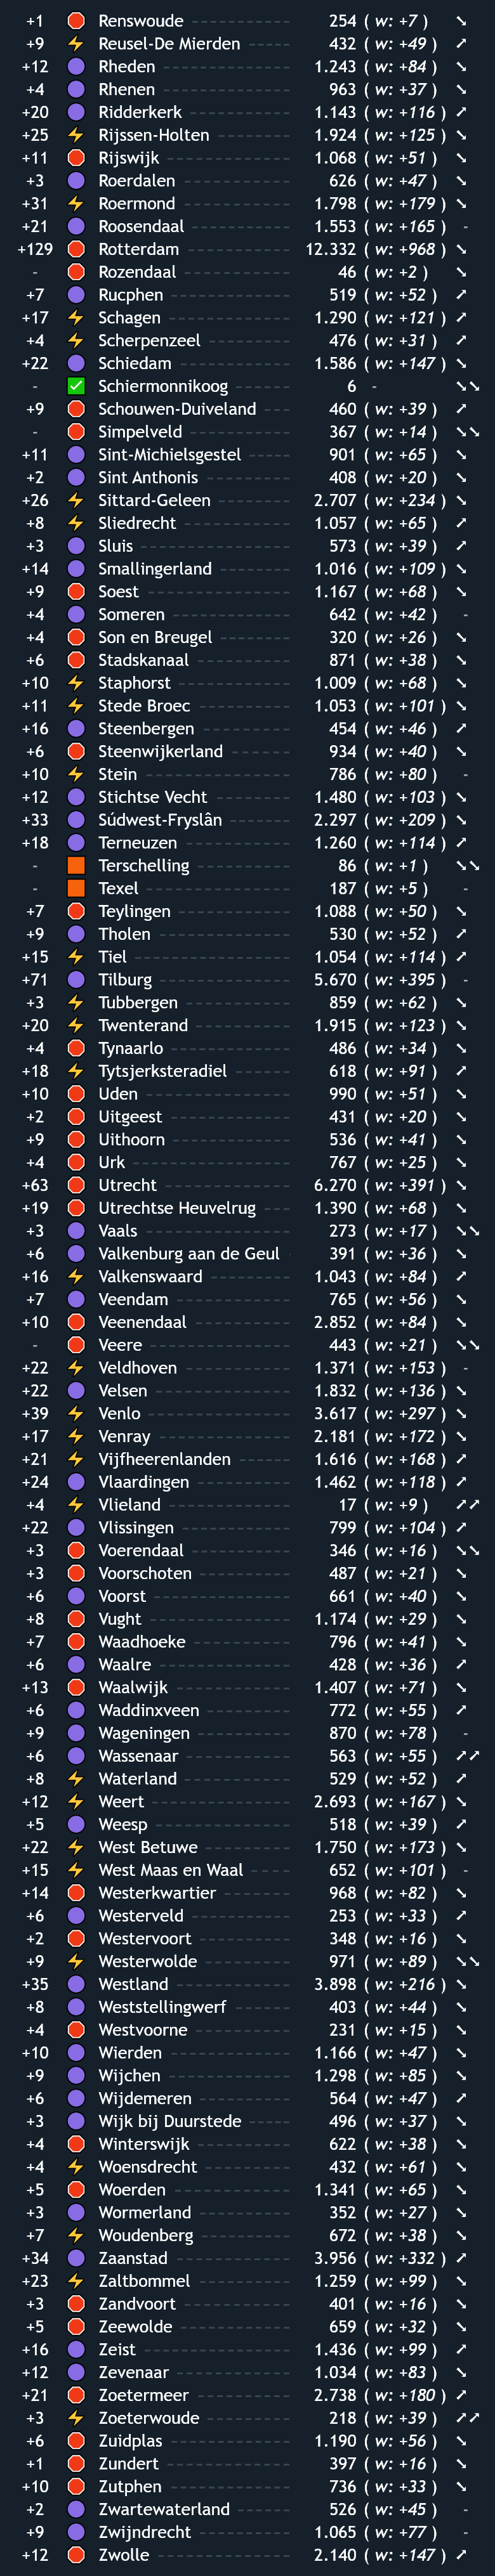 +1 Renswoude 254 ( w: +7 ) ↘
+9 Reusel-De Mierden 432 ( w: +49 ) ↗
+12 Rheden 1.243 ( w: +84 ) ↘
+4 Rhenen 963 ( w: +37 ) ↘
+20 Ridderkerk 1.143 ( w: +116 ) ↗
+25 Rijssen-Holten 1.924 ( w: +125 ) ↘
+11 Rijswijk 1.068 ( w: +51 ) ↘
+3 Roerdalen 626 ( w: +47 ) ↘
+31 Roermond 1.798 ( w: +179 ) ↘
+21 Roosendaal 1.553 ( w: +165 ) -
+129 Rotterdam 12.332 ( w: +968 ) ↘
- Rozendaal 46 ( w: +2 ) ↘
+7 Rucphen 519 ( w: +52 ) ↗
+17 Schagen 1.290 ( w: +121 ) ↗
+4 Scherpenzeel 476 ( w: +31 ) ↗
+22 Schiedam 1.586 ( w: +147 ) ↘
- Schiermonnikoog 6 - ↘↘
+9 Schouwen-Duiveland 460 ( w: +39 ) ↗
- Simpelveld 367 ( w: +14 ) ↘↘
+11 Sint-Michielsgestel 901 ( w: +65 ) ↘
+2 Sint Anthonis 408 ( w: +20 ) ↘
+26 Sittard-Geleen 2.707 ( w: +234 ) ↘
+8 Sliedrecht 1.057 ( w: +65 ) ↗
+3 Sluis 573 ( w: +39 ) ↗
+14 Smallingerland 1.016 ( w: +109 ) ↘
+9 Soest 1.167 ( w: +68 ) ↘
+4 Someren 642 ( w: +42 ) -
+4 Son en Breugel 320 ( w: +26 ) ↘
+6 Stadskanaal 871 ( w: +38 ) ↘
+10 Staphorst 1.009 ( w: +68 ) ↘
+11 Stede Broec 1.053 ( w: +101 ) ↘
+16 Steenbergen 454 ( w: +46 ) ↗
+6 Steenwijkerland 934 ( w: +40 ) ↘
+10 Stein 786 ( w: +80 ) -
+12 Stichtse Vecht 1.480 ( w: +103 ) ↘
+33 Súdwest-Fryslân 2.297 ( w: +209 ) ↘
+18 Terneuzen 1.260 ( w: +114 ) ↗
- Terschelling 86 ( w: +1 ) ↘↘
- Texel 187 ( w: +5 ) -
+7 Teylingen 1.088 ( w: +50 ) ↘
+9 Tholen 530 ( w: +52 ) ↗
+15 Tiel 1.054 ( w: +114 ) ↗
+71 Tilburg 5.670 ( w: +395 ) -
+3 Tubbergen 859 ( w: +62 ) ↘
+20 Twenterand 1.915 ( w: +123 ) ↘
+4 Tynaarlo 486 ( w: +34 ) ↘
+18 Tytsjerksteradiel 618 ( w: +91 ) ↗
+10 Uden 990 ( w: +51 ) ↘
+2 Uitgeest 431 ( w: +20 ) ↘
+9 Uithoorn 536 ( w: +41 ) ↘
+4 Urk 767 ( w: +25 ) ↘
+63 Utrecht 6.270 ( w: +391 ) ↘
+19 Utrechtse Heuvelrug 1.390 ( w: +68 ) ↘
+3 Vaals 273 ( w: +17 ) ↘↘
+6 Valkenburg aan de Geul 391 ( w: +36 ) ↘
+16 Valkenswaard 1.043 ( w: +84 ) ↗
+7 Veendam 765 ( w: +56 ) ↘
+10 Veenendaal 2.852 ( w: +84 ) ↘
- Veere 443 ( w: +21 ) ↘↘
+22 Veldhoven 1.371 ( w: +153 ) -
+22 Velsen 1.832 ( w: +136 ) ↘
+39 Venlo 3.617 ( w: +297 ) ↘
+17 Venray 2.181 ( w: +172 ) ↘
+21 Vijfheerenlanden 1.616 ( w: +168 ) ↗
+24 Vlaardingen 1.462 ( w: +118 ) ↗
+4 Vlieland 17 ( w: +9 ) ↗↗
+22 Vlissingen 799 ( w: +104 ) ↗
+3 Voerendaal 346 ( w: +16 ) ↘↘
+3 Voorschoten 487 ( w: +21 ) ↘
+6 Voorst 661 ( w: +40 ) ↘
+8 Vught 1.174 ( w: +29 ) ↘
+7 Waadhoeke 796 ( w: +41 ) ↘
+6 Waalre 428 ( w: +36 ) ↗
+13 Waalwijk 1.407 ( w: +71 ) ↘
+6 Waddinxveen 772 ( w: +55 ) ↗
+9 Wageningen 870 ( w: +78 ) -
+6 Wassenaar 563 ( w: +55 ) ↗↗
+8 Waterland 529 ( w: +52 ) ↗
+12 Weert 2.693 ( w: +167 ) ↘
+5 Weesp 518 ( w: +39 ) ↗
+22 West Betuwe 1.750 ( w: +173 ) ↘
+15 West Maas en Waal 652 ( w: +101 ) -
+14 Westerkwartier 968 ( w: +82 ) ↘
+6 Westerveld 253 ( w: +33 ) ↗
+2 Westervoort 348 ( w: +16 ) ↘
+9 Westerwolde 971 ( w: +89 ) ↘↘
+35 Westland 3.898 ( w: +216 ) ↘
+8 Weststellingwerf 403 ( w: +44 ) ↘
+4 Westvoorne 231 ( w: +15 ) ↘
+10 Wierden 1.166 ( w: +47 ) ↘
+9 Wijchen 1.298 ( w: +85 ) ↘
+6 Wijdemeren 564 ( w: +47 ) ↗
+3 Wijk bij Duurstede 496 ( w: +37 ) ↘
+4 Winterswijk 622 ( w: +38 ) ↘
+4 Woensdrecht 432 ( w: +61 ) ↘
+5 Woerden 1.341 ( w: +65 ) ↘
+3 Wormerland 352 ( w: +27 ) ↘
+7 Woudenberg 672 ( w: +38 ) ↘
+34 Zaanstad 3.956 ( w: +332 ) ↗
+23 Zaltbommel 1.259 ( w: +99 ) ↘
+3 Zandvoort 401 ( w: +16 ) ↘
+5 Zeewolde 659 ( w: +32 ) ↘
+16 Zeist 1.436 ( w: +99 ) ↗
+12 Zevenaar 1.034 ( w: +83 ) ↘
+21 Zoetermeer 2.738 ( w: +180 ) ↗
+3 Zoeterwoude 218 ( w: +39 ) ↗↗
+6 Zuidplas 1.190 ( w: +56 ) ↘
+1 Zundert 397 ( w: +16 ) ↘
+10 Zutphen 736 ( w: +33 ) ↘
+2 Zwartewaterland 526 ( w: +45 ) -
+9 Zwijndrecht 1.065 ( w: +77 ) -
+12 Zwolle 2.140 ( w: +147 ) ↗